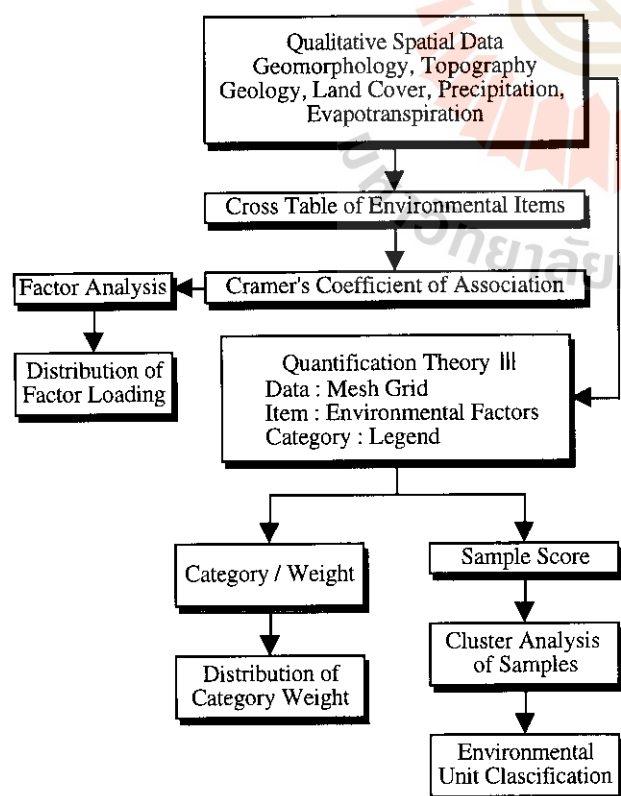 Qualitative Spatial Data
Geomorphology, Topography
Geology, Land Cover, Precipitation,
Evapotranspiration
Cross Table of Environmental Items
Factor Analysis
Cramer's Coefficient of Association
Distribution of
Factor Loading
Quantification Theory III
Data : Mesh Grid
Item : Environmental Factors
Category : Legend
Category / Weight
Sample Score
Distribution of
Category Weight
Cluster Analysis
of Samples
Environmental
Unit Clascification